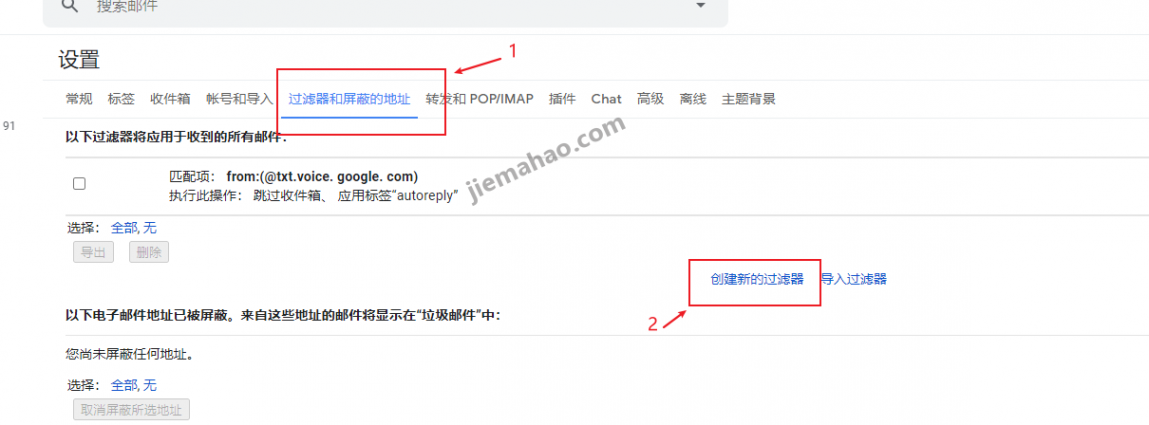 搜索邮件
设置
1
常规 标签 收件箱 帐号和导入 过滤器和屏蔽的地址 转发和 POP/IMAP 插件 Chat 高级 离线 主题背景
91
以下过滤器将应用于收到的所有邮件：
jiemahao.com
匹配项： from:(@txt.voice. google. com)
执行此操作： 跳过收件箱、 应用标签“autoreply”
选择： 全部, 无
导出 删除
创建新的过滤器 导入过滤器
2
以下电子邮件地址已被屏蔽。来自这些地址的邮件将显示在“垃圾邮件”中：
您尚未屏蔽任何地址。
选择： 全部, 无
取消屏蔽所选地址